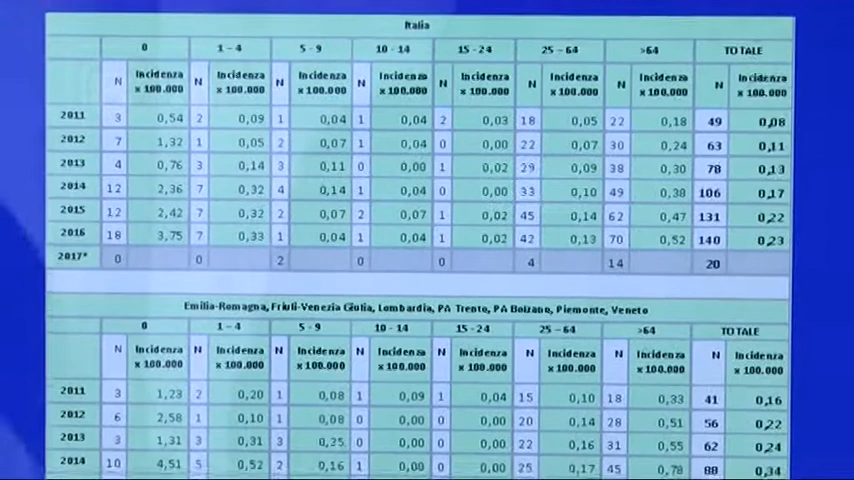 Italia
0 1 - 4 5 - 9 10 - 14 15 - 24 25 - 64 >64 TOTALE
N Incidenza x 100.000 N Incidenza x 100.000 N Incidenza x 100.000 N Incidenza x 100.000 N Incidenza x 100.000 N Incidenza x 100.000 N Incidenza x 100.000 N Incidenza x 100.000
2011 3 0,54 2 0,09 1 0,04 1 0,04 2 0,03 18 0,05 22 0,18 49 0,08
2012 7 1,32 1 0,05 2 0,07 1 0,04 0 0,00 22 0,07 30 0,24 63 0,11
2013 4 0,76 3 0,14 3 0,11 0 0,00 1 0,02 29 0,09 38 0,30 78 0,13
2014 12 2,36 7 0,32 4 0,14 1 0,04 0 0,00 33 0,10 49 0,38 106 0,17
2015 12 2,42 7 0,32 2 0,07 2 0,07 1 0,02 45 0,14 62 0,47 131 0,22
2016 18 3,75 7 0,33 1 0,04 1 0,04 1 0,02 42 0,13 70 0,52 140 0,23
2017* 0 0 2 0 0 4 14 20
Emilia-Romagna, Friuli-Venezia Giulia, Lombardia, PA Trento, PA Bolzano, Piemonte, Veneto
0 1 - 4 5 - 9 10 - 14 15 - 24 25 - 64 >64 TOTALE
N Incidenza x 100.000 N Incidenza x 100.000 N Incidenza x 100.000 N Incidenza x 100.000 N Incidenza x 100.000 N Incidenza x 100.000 N Incidenza x 100.000 N Incidenza x 100.000
2011 3 1,23 2 0,20 1 0,08 1 0,09 1 0,04 15 0,10 18 0,33 41 0,16
2012 6 2,58 1 0,10 1 0,08 0 0,00 0 0,00 20 0,14 28 0,51 56 0,22
2013 3 1,31 3 0,31 3 0,25 0 0,00 0 0,00 22 0,16 31 0,55 62 0,24
2014 10 4,51 5 0,52 2 0,16 1 0,00 0 0,00 25 0,17 45 0,78 88 0,34